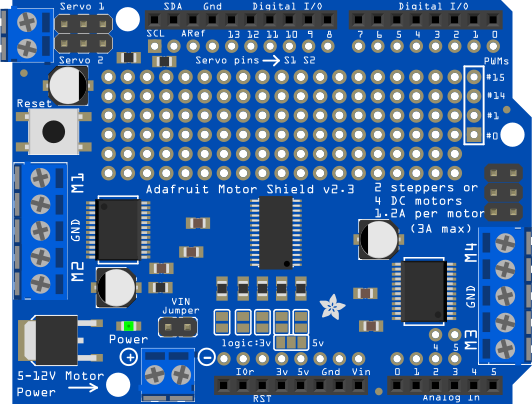 Servo 1
SDA Gnd Digital I/O Digital I/O
SCL ARef 13 12 11 10 9 8 7 6 5 4 3 2 1 0
Servo 2 Servo pins → S1 S2 PWMs
#15
Reset #14
#1
#0
Adafruit Motor Shield v2.3 2 steppers or
4 DC motors
1.2A per motor
(3A max)
M1
GND
M2
M4
GND
M3
VIN
Jumper
Power
logic:3v 5v
4 5
+ -
5-12V Motor
Power →
IOr 3v 5v Gnd Vin 0 1 2 3 4 5
RST Analog In